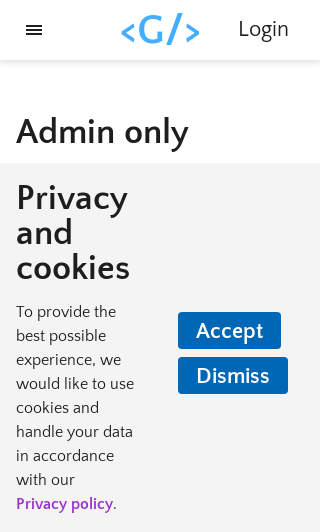 <G/>
Login
Admin only
Privacy
and
cookies
To provide the
best possible
experience, we
would like to use
cookies and
handle your data
in accordance
with our
Privacy policy.
Accept
Dismiss